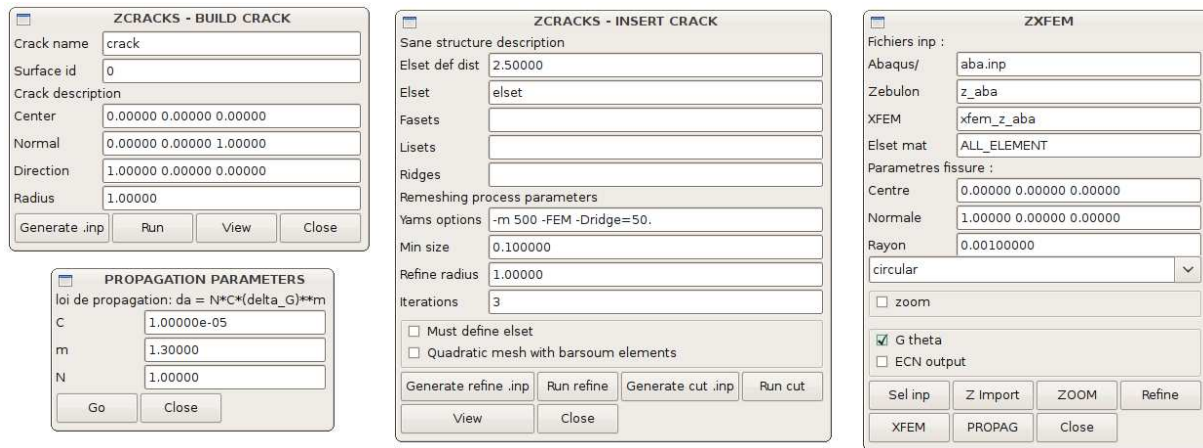 ZCRACKS - BUILD CRACK
Crack name crack
Surface id 0
Crack description
Center 0.00000 0.00000 0.00000
Normal 0.00000 0.00000 1.00000
Direction 1.00000 0.00000 0.00000
Radius 1.00000
Generate .inp Run View Close
PROPAGATION PARAMETERS
loi de propagation: da = N*C*(delta_G)**m
C 1.00000e-05
m 1.30000
N 1.00000
Go Close
ZCRACKS - INSERT CRACK
Sane structure description
Elset def dist 2.50000
Elset elset
Fasets
Lisets
Ridges
Remeshing process parameters
Yams options -m 500 -FEM -Dridge=50.
Min size 0.100000
Refine radius 1.00000
Iterations 3
Must define elset
Quadratic mesh with barsoum elements
Generate refine .inp Run refine Generate cut .inp Run cut
View Close
ZXFEM
Fichiers inp :
Abaqus/ aba.inp
Zebulon z_aba
XFEM xfem_z_aba
Elset mat ALL_ELEMENT
Parametres fissure :
Centre 0.00000 0.00000 0.00000
Normale 1.00000 0.00000 0.00000
Rayon 0.00100000
circular
zoom
G theta
ECN output
Sel inp Z Import ZOOM Refine
XFEM PROPAG Close